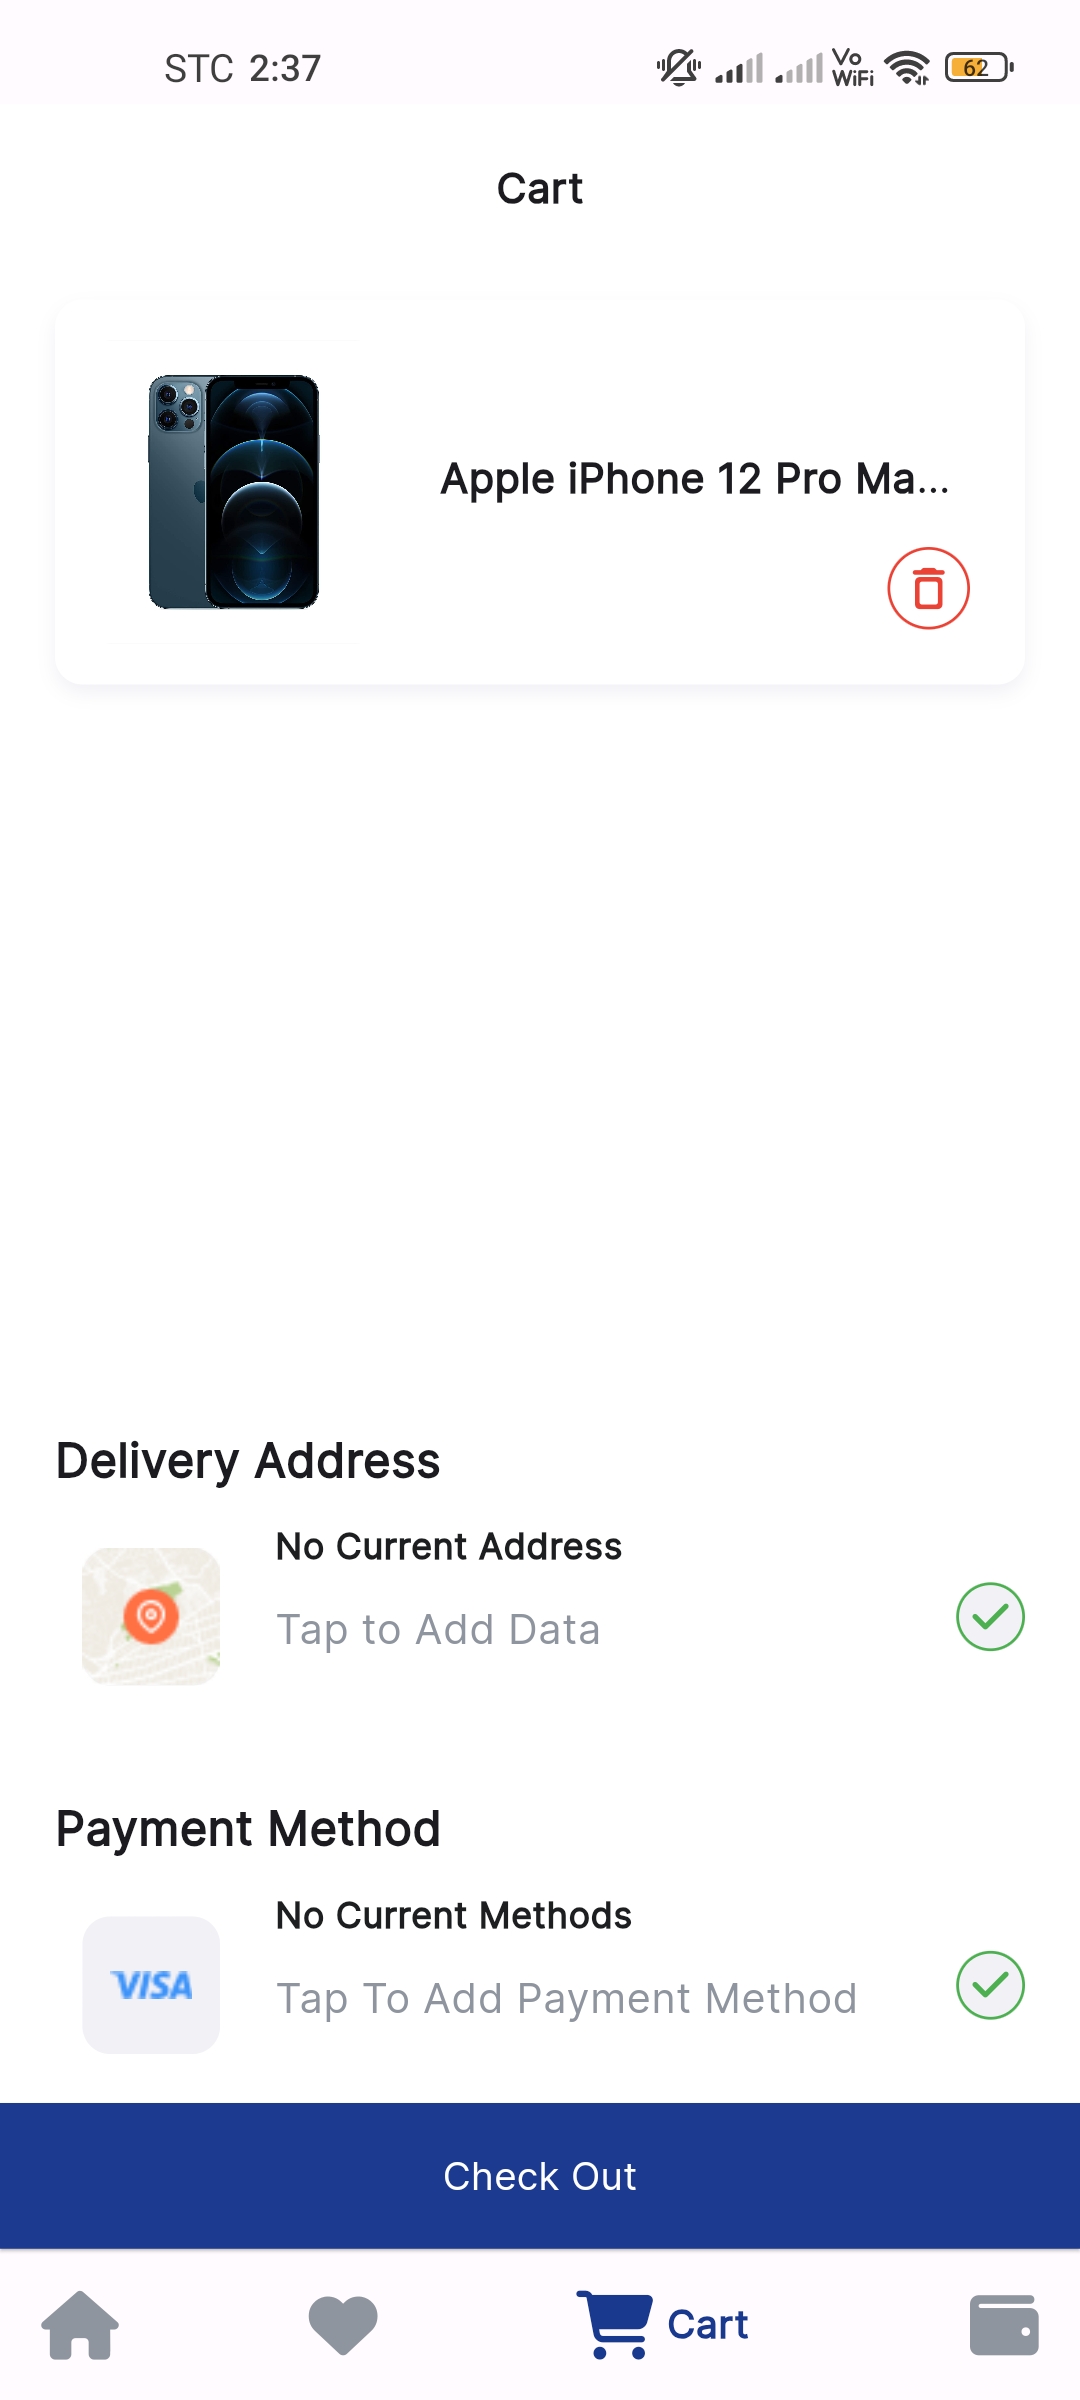 STC 2:37
Vo
WiFi
62
Cart
Apple iPhone 12 Pro Ma...
Delivery Address
No Current Address
Tap to Add Data
Payment Method
No Current Methods
VISA
Tap To Add Payment Method
Check Out
Cart